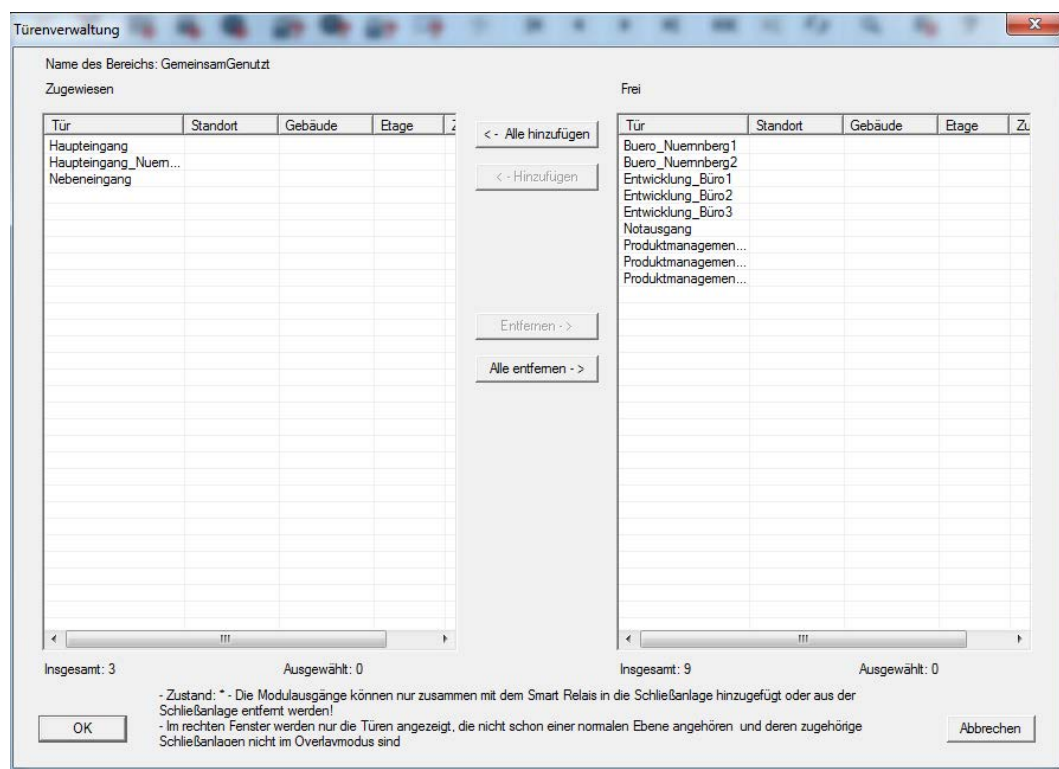 Türenverwaltung
Name des Bereichs: GemeinsamGenutzt
Zugewiesen
Tür Standort Gebäude Etage
Haupteingang
Haupteingang_Nuem...
Nebeneingang
Insgesamt: 3 Ausgewählt: 0
< - Alle hinzufügen
< - Hinzufügen
Entfernen - >
Alle entfernen - >
Frei
Tür Standort Gebäude Etage Zu
Buero_Nuernnberg1
Buero_Nuernnberg2
Entwicklung_Büro1
Entwicklung_Büro2
Entwicklung_Büro3
Notausgang
Produktmanagemen...
Produktmanagemen...
Produktmanagemen...
Insgesamt: 9 Ausgewählt: 0
- Zustand: * - Die Modulausgänge können nur zusammen mit dem Smart Relais in die Schließanlage hinzugefügt oder aus der
Schließanlage entfernt werden!
- Im rechten Fenster werden nur die Türen angezeigt, die nicht schon einer normalen Ebene angehören und deren zugehörige
Schließanlagen nicht im Overlaymodus sind
OK
Abbrechen